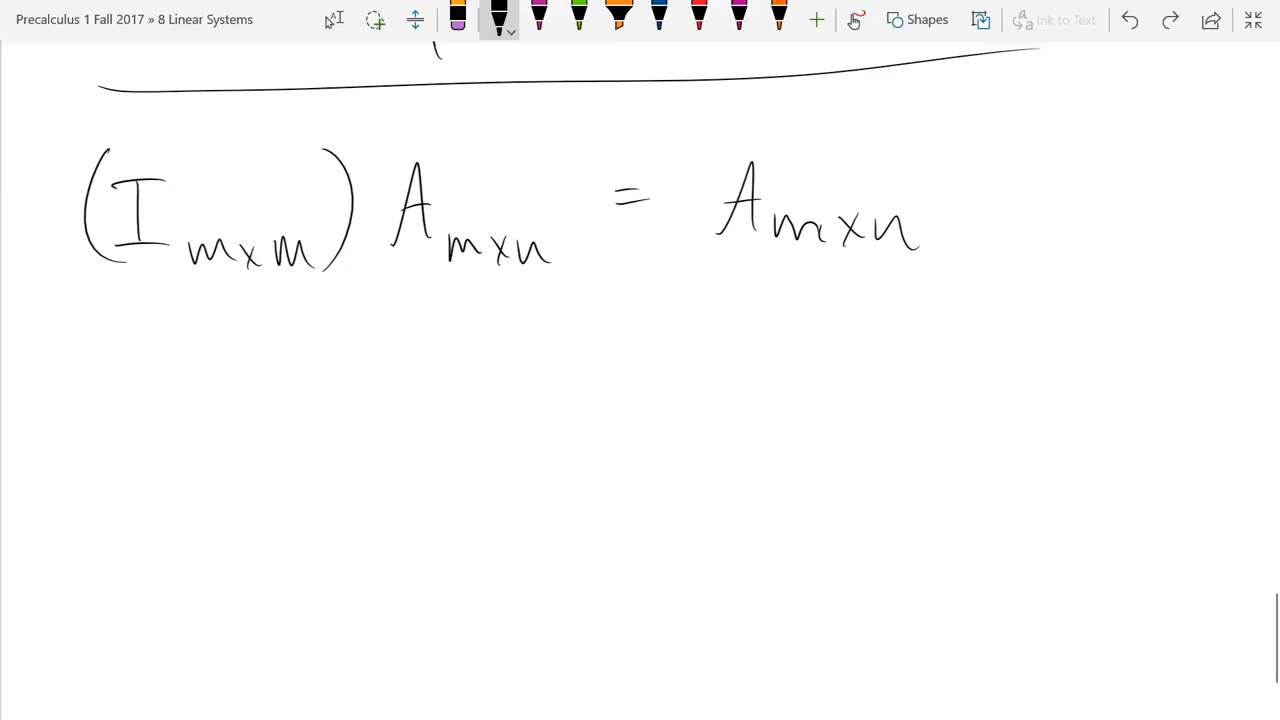 Precalculus 1 Fall 2017 » 8 Linear Systems Shapes Ink to Text
(I m×m) A m×n = A m×n